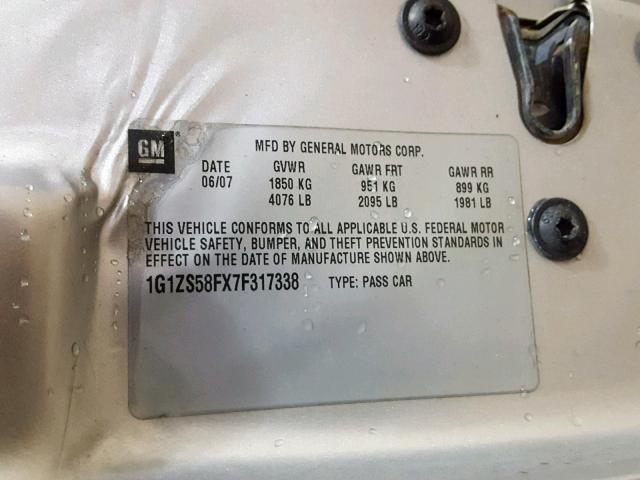 GM
MFD BY GENERAL MOTORS CORP.
DATE GVWR GAWR FRT GAWR RR
06/07 1850 KG 951 KG 899 KG
4076 LB 2095 LB 1981 LB
THIS VEHICLE CONFORMS TO ALL APPLICABLE U.S. FEDERAL MOTOR
VEHICLE SAFETY, BUMPER, AND THEFT PREVENTION STANDARDS IN
EFFECT ON THE DATE OF MANUFACTURE SHOWN ABOVE.
1G1ZS58FX7F317338 TYPE: PASS CAR